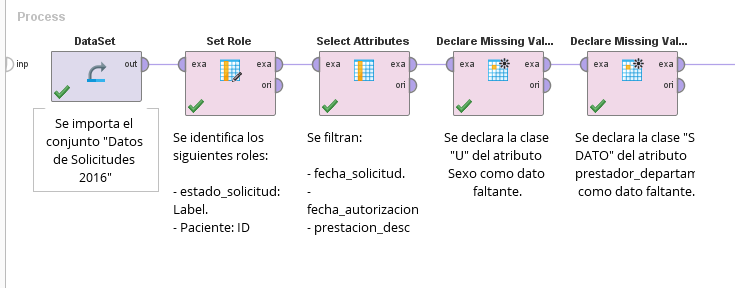 Process
DataSet
Set Role
Select Attributes
Declare Missing Val...
Declare Missing Val...
inp
out
exa
exa
ori
exa
exa
ori
exa
exa
ori
exa
exa
ori
Se importa el
conjunto "Datos
de Solicitudes
2016"
Se identifica los
siguientes roles:
- estado_solicitud:
Label.
- Paciente: ID
Se filtran:
- fecha_solicitud.
-
fecha_autorizacion
- prestacion_desc
Se declara la clase
"U" del atributo
Sexo como dato
faltante.
Se declara la clase "S
DATO" del atributo
prestador_departam
como dato faltante.